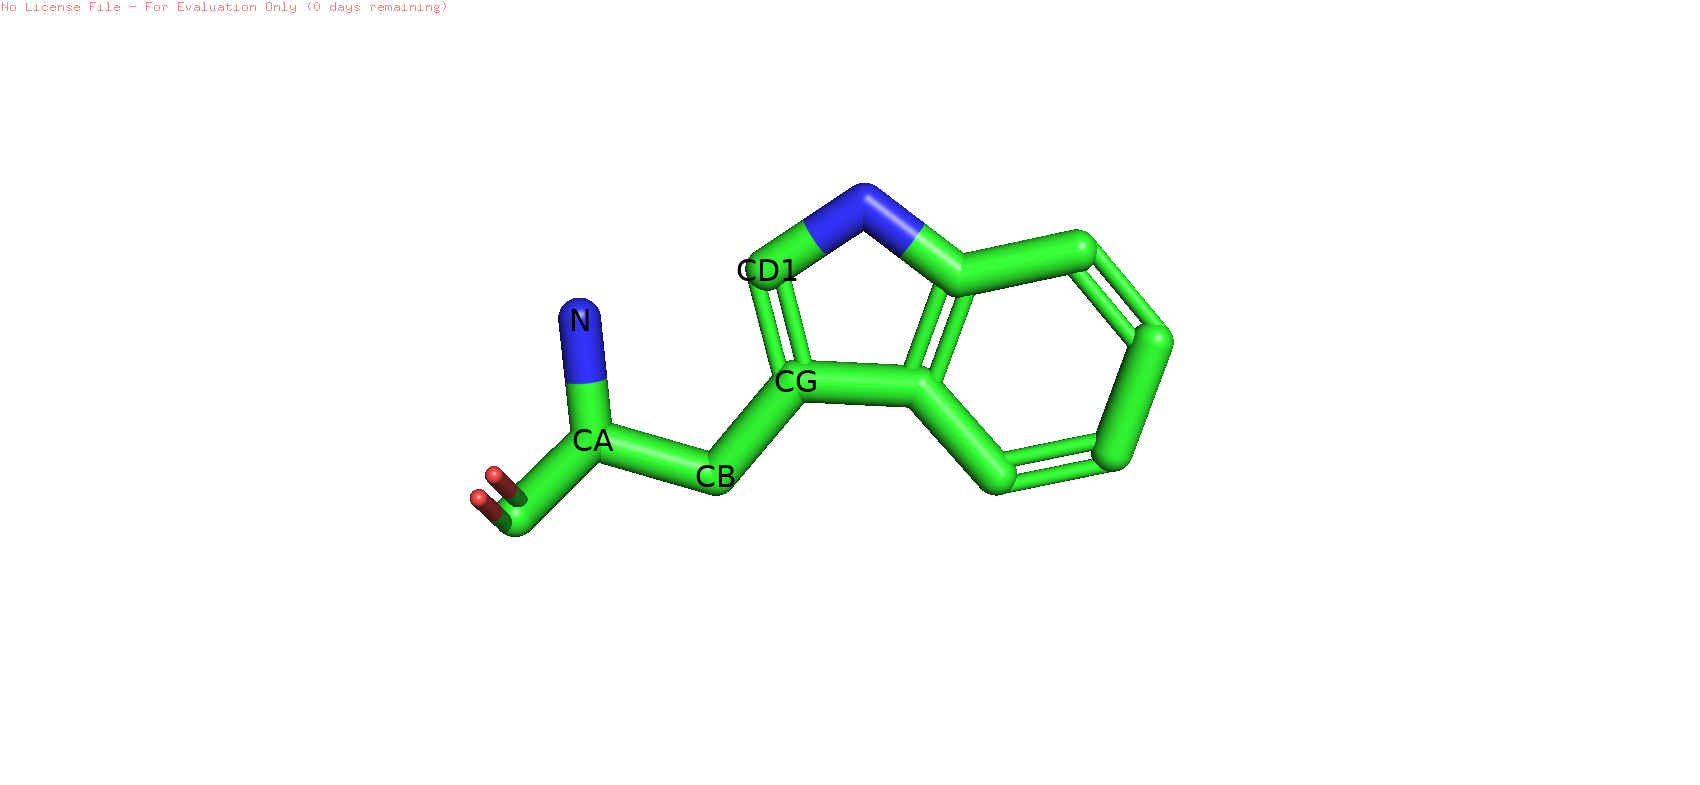 No License File - For Evaluation Only (0 days remaining)
CD1
N
CG
CA
CB